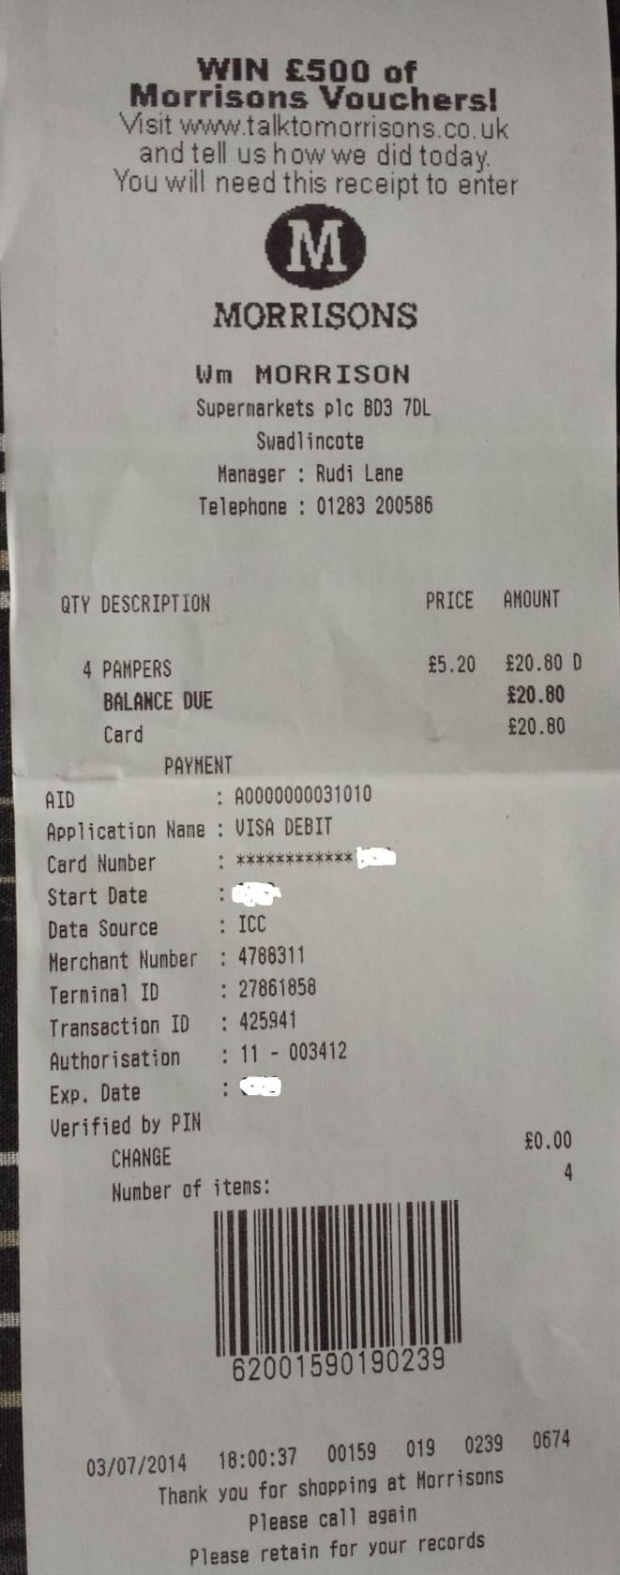 WIN £500 of
Morrisons Vouchers!
Visit www.talktomorrisons.co.uk
and tell us how we did today.
You will need this receipt to enter
M
MORRISONS
Wm MORRISON
Supermarkets plc BD3 7DL
Swadlincote
Manager : Rudi Lane
Telephone : 01283 200586
QTY DESCRIPTION PRICE AMOUNT
4 PAMPERS £5.20 £20.80 D
BALANCE DUE £20.80
Card £20.80
PAYMENT
AID : A0000000031010
Application Name : VISA DEBIT
Card Number : ************
Start Date :
Data Source : ICC
Merchant Number : 4788311
Terminal ID : 27861858
Transaction ID : 425941
Authorisation : 11 - 003412
Exp. Date :
Verified by PIN
CHANGE £0.00
Number of items: 4
62001590190239
03/07/2014 18:00:37 00159 019 0239 0674
Thank you for shopping at Morrisons
Please call again
Please retain for your records